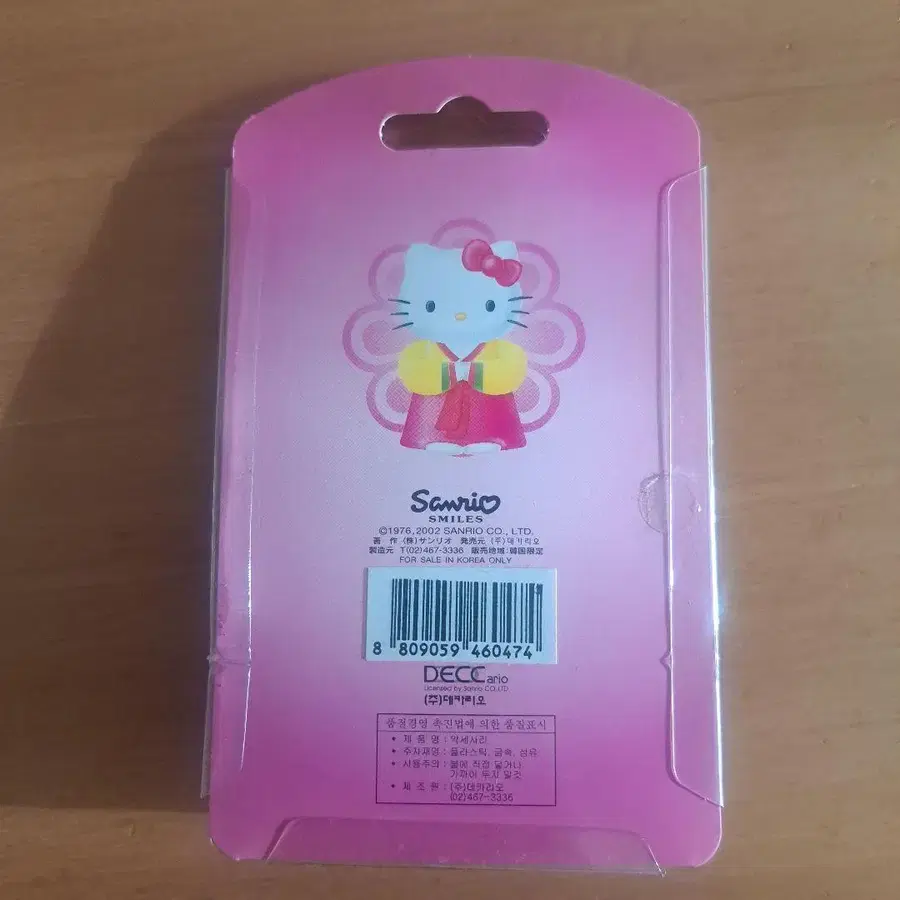 Sanrio
SMILES
©1976, 2002 SANRIO CO., LTD.
著 作 (株)サンリオ 発売元 (주)데카리오
製造元 T(02)467-3336 販売地域:韓国限定
FOR SALE IN KOREA ONLY
8 809059 460474
DECCario
Licensed by Sanrio CO.,LTD
(주)데카리오
품질경영 촉진법에 의한 품질표시
• 제 품 명 : 악세사리
• 주자재명 : 플라스틱, 금속, 섬유
• 사용주의 : 불에 직접 닿거나
가까이 두지 말것
• 제 조 원 : (주)데카리오
(02)467-3336